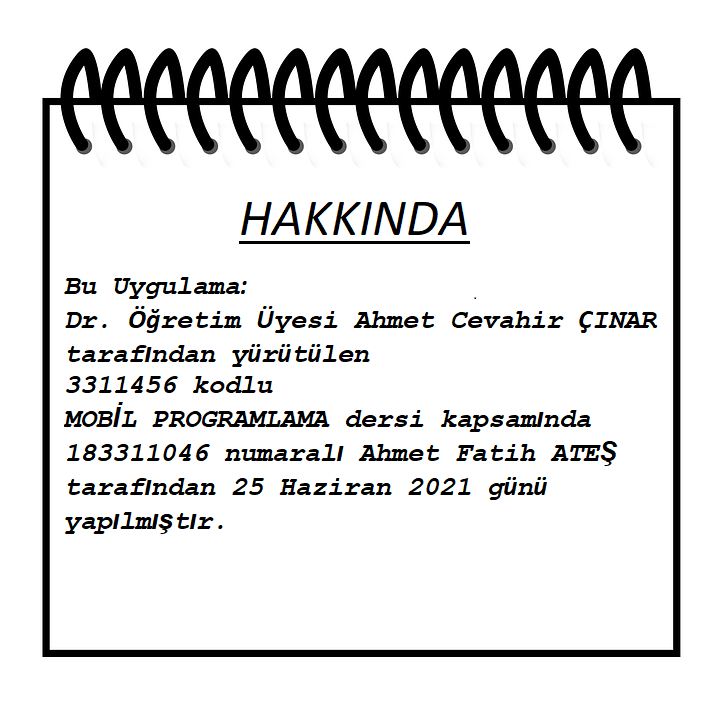 HAKKINDA
Bu Uygulama:
Dr. Öğretim Üyesi Ahmet Cevahir ÇINAR
tarafından yürütülen
3311456 kodlu
MOBİL PROGRAMLAMA dersi kapsamında
183311046 numaralı Ahmet Fatih ATEŞ
tarafından 25 Haziran 2021 günü
yapılmıştır.